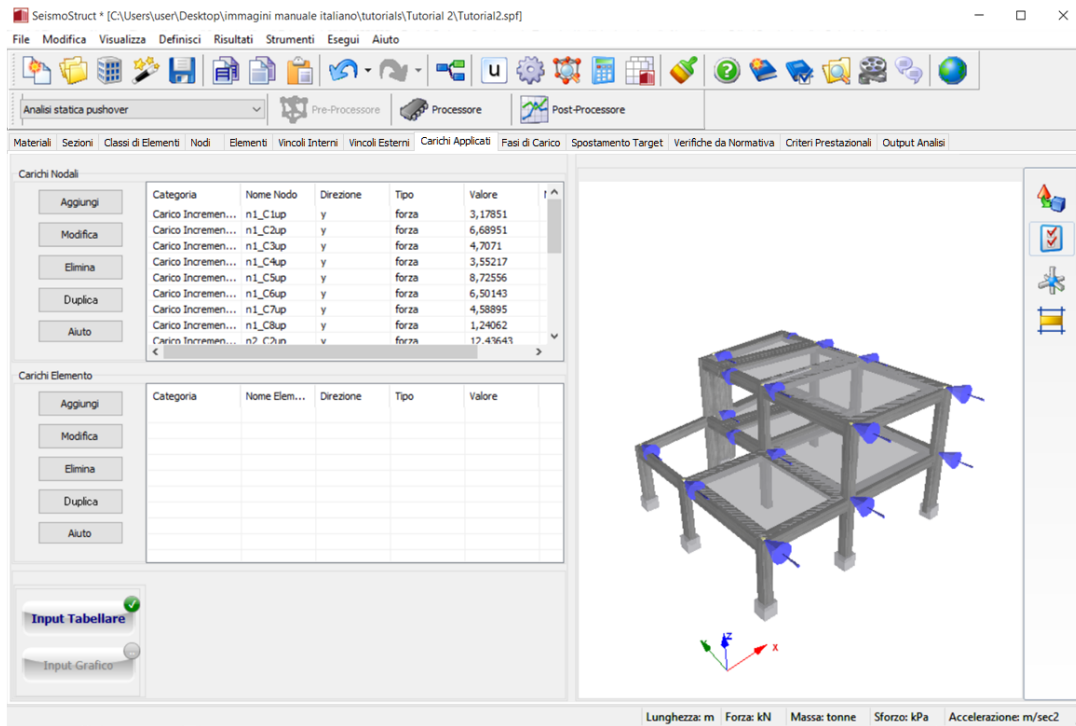 SeismoStruct * [C:\Users\user\Desktop\immagini manuale italiano\tutorials\Tutorial 2\Tutorial2.spf]
File Modifica Visualizza Definisci Risultati Strumenti Esegui Aiuto
u
Analisi statica pushover Pre-Processore Processore Post-Processore
Materiali Sezioni Classi di Elementi Nodi Elementi Vincoli Interni Vincoli Esterni Carichi Applicati Fasi di Carico Spostamento Target Verifiche da Normativa Criteri Prestazionali Output Analisi
Carichi Nodali
Aggiungi
Modifica
Elimina
Duplica
Aiuto
Categoria Nome Nodo Direzione Tipo Valore
Carico Incremen... n1_C1up y forza 3,17851
Carico Incremen... n1_C2up y forza 6,68951
Carico Incremen... n1_C3up y forza 4,7071
Carico Incremen... n1_C4up y forza 3,55217
Carico Incremen... n1_C5up y forza 8,72556
Carico Incremen... n1_C6up y forza 6,50143
Carico Incremen... n1_C7up y forza 4,58895
Carico Incremen... n1_C8up y forza 1,24062
Carico Incremen... n2_C2up y forza 12,43643
Carichi Elemento
Aggiungi
Modifica
Elimina
Duplica
Aiuto
Categoria Nome Elem... Direzione Tipo Valore
Input Tabellare
Input Grafico
Z
X
Lunghezza: m Forza: kN Massa: tonne Sforzo: kPa Accelerazione: m/sec2